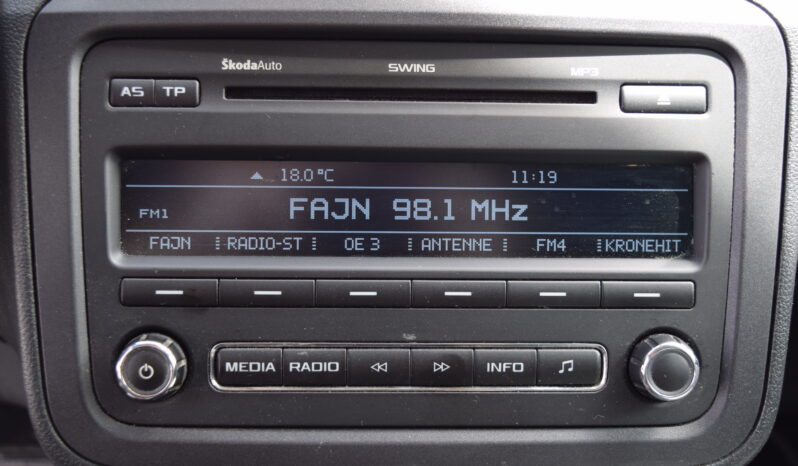 ŠkodaAuto SWING MP3
AS TP
18.0°C 11:19
FM1 FAJN 98.1 MHz
FAJN RADIO-ST OE 3 ANTENNE FM4 KRONEHIT
MEDIA RADIO INFO